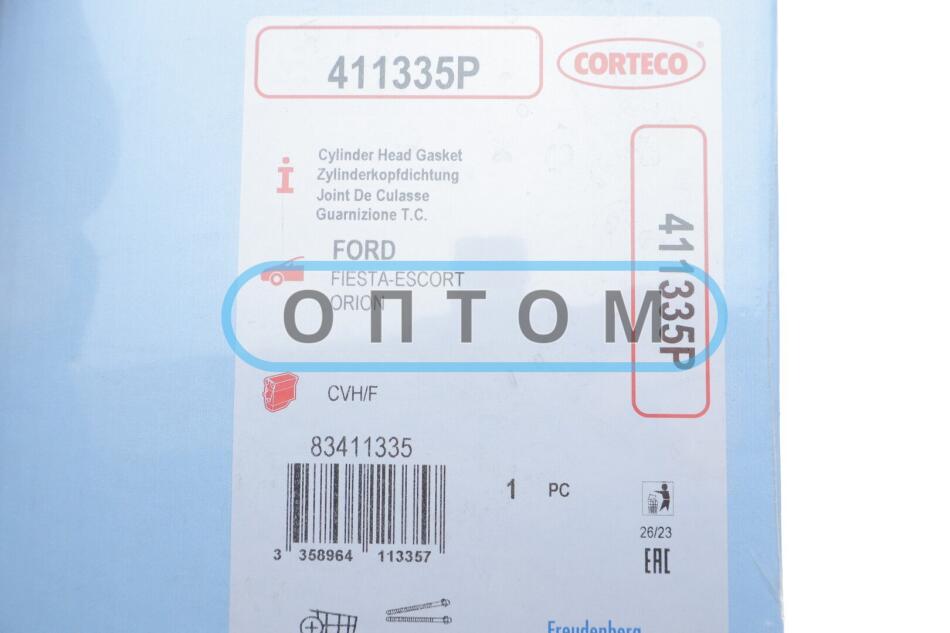 411335P
CORTECO
®
Cylinder Head Gasket
Zylinderkopfdichtung
Joint De Culasse
Guarnizione T.C.
FORD
FIESTA-ESCORT
ORION
ОПТОМ
411335P
CVH/F
83411335
1 PC
3 358964 113357
26/23
EAC
Freudenberg